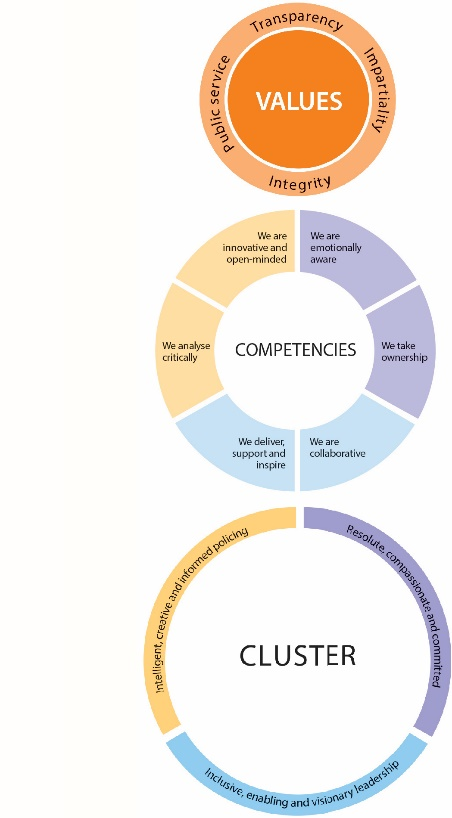 Transparency
Public service
VALUES
Impartiality
Integrity
We are
innovative and
open-minded
We are
emotionally
aware
We analyse
critically
COMPETENCIES
We take
ownership
We deliver,
support and
inspire
We are
collaborative
Intelligent, creative and informed policing
Resolute, compassionate and committed
CLUSTER
Inclusive, enabling and visionary leadership